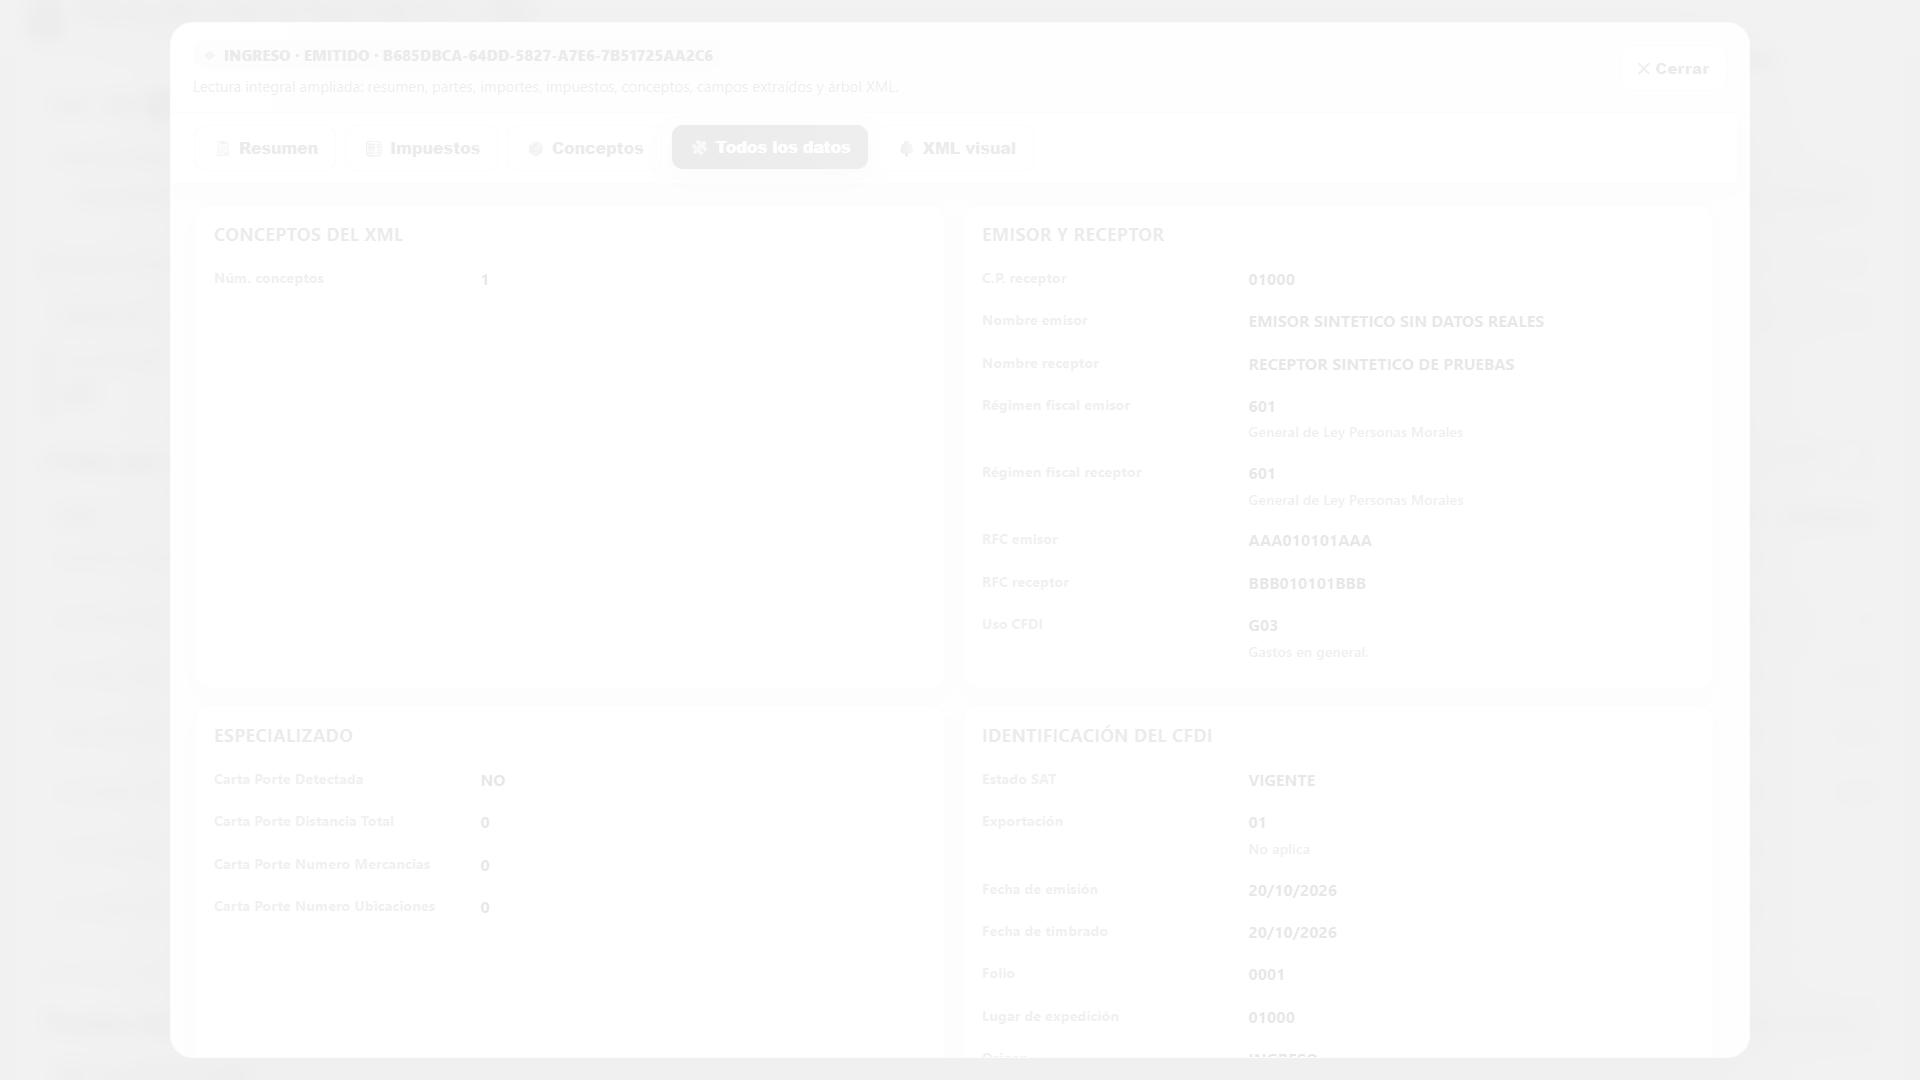 INGRESO • EMITIDO • B685DBCA-64DD-5827-A7E6-7B51725AA2C6
Lectura integral ampliada: resumen, partes, importes, impuestos, conceptos, campos extraídos y árbol XML.
Cerrar
Resumen
Impuestos
Conceptos
Todos los datos
XML visual
CONCEPTOS DEL XML
Núm. conceptos 1
EMISOR Y RECEPTOR
C.P. receptor 01000
Nombre emisor EMISOR SINTETICO SIN DATOS REALES
Nombre receptor RECEPTOR SINTETICO DE PRUEBAS
Régimen fiscal emisor 601
General de Ley Personas Morales
Régimen fiscal receptor 601
General de Ley Personas Morales
RFC emisor AAA010101AAA
RFC receptor BBB010101BBB
Uso CFDI G03
Gastos en general.
ESPECIALIZADO
Carta Porte Detectada NO
Carta Porte Distancia Total 0
Carta Porte Numero Mercancias 0
Carta Porte Numero Ubicaciones 0
IDENTIFICACIÓN DEL CFDI
Estado SAT VIGENTE
Exportación 01
No aplica
Fecha de emisión 20/10/2026
Fecha de timbrado 20/10/2026
Folio 0001
Lugar de expedición 01000